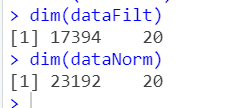 > dim(dataFilt)
[1] 17394    20
> dim(dataNorm)
[1] 23192    20
>